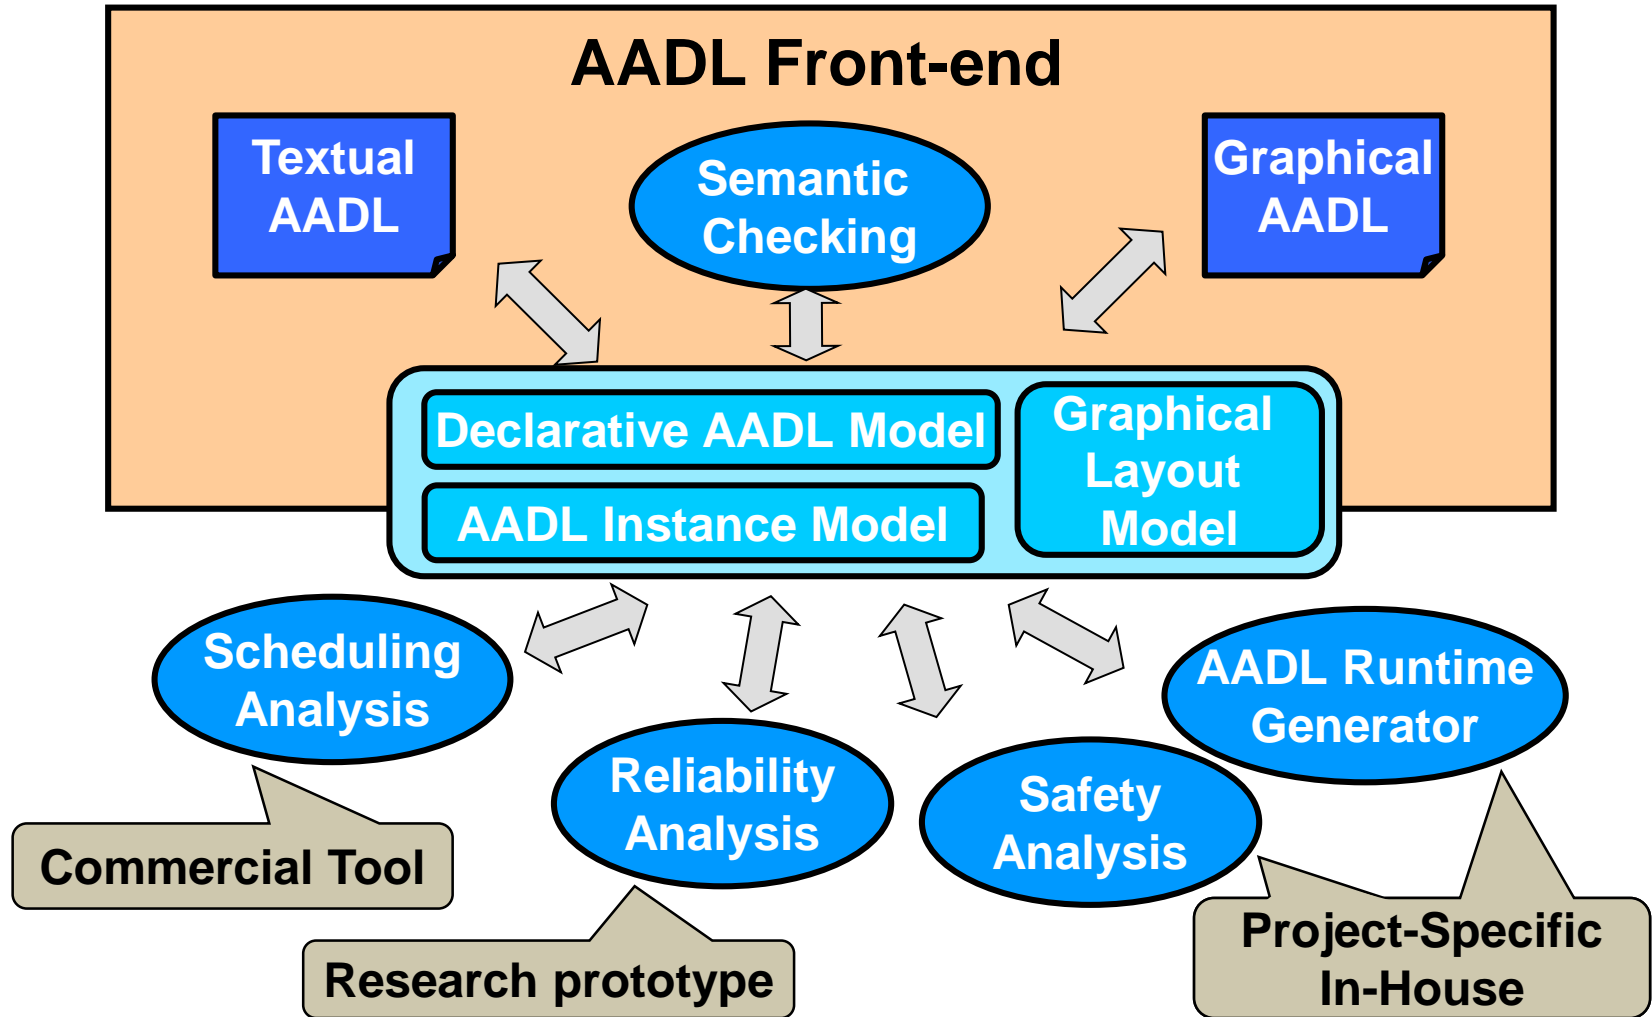 AADL Front-end
Textual
AADL
Semantic
Checking
Graphical
AADL
Declarative AADL Model
AADL Instance Model
Graphical
Layout
Model
Scheduling
Analysis
Reliability
Analysis
Safety
Analysis
AADL Runtime
Generator
Commercial Tool
Research prototype
Project-Specific
In-House